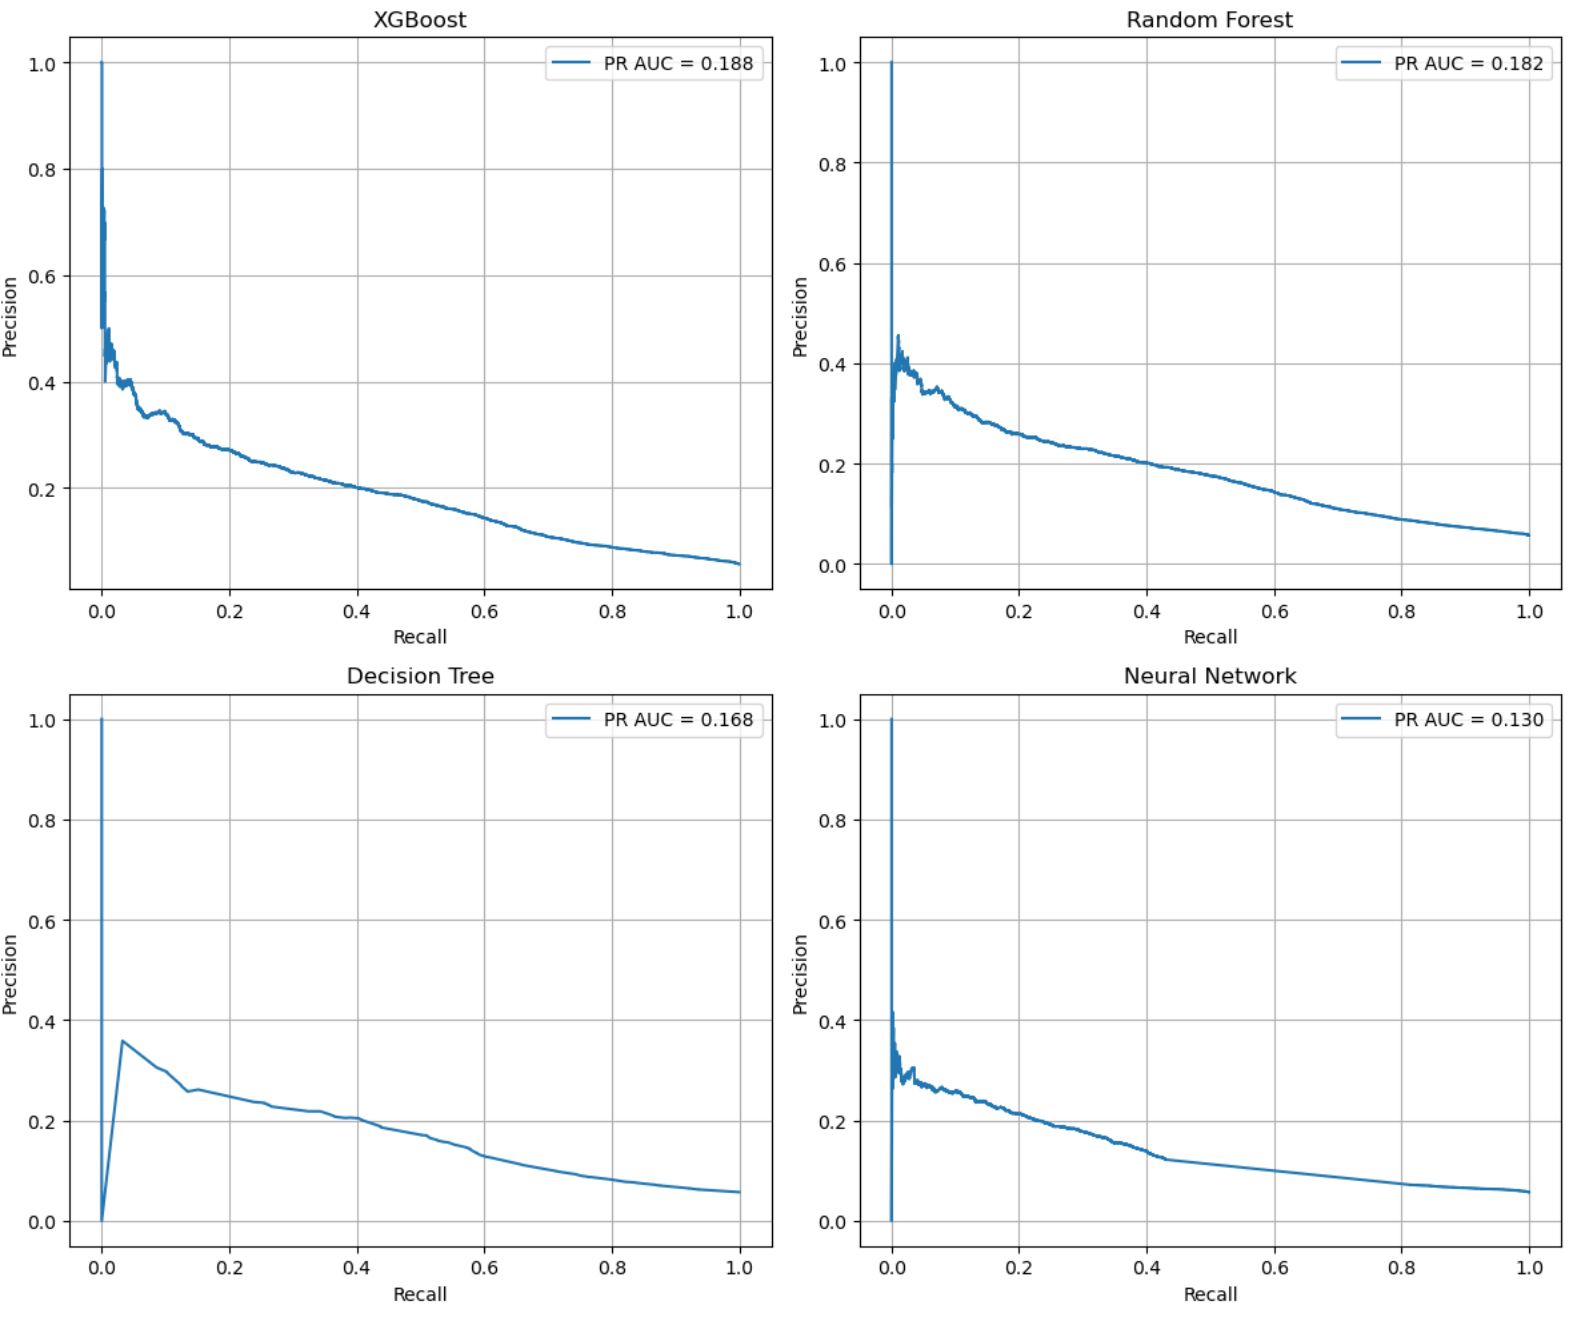 XGBoost
PR AUC = 0.188
Precision
1.0
0.8
0.6
0.4
0.2
0.0 0.2 0.4 0.6 0.8 1.0
Recall
Random Forest
PR AUC = 0.182
Precision
1.0
0.8
0.6
0.4
0.2
0.0
0.0 0.2 0.4 0.6 0.8 1.0
Recall
Decision Tree
PR AUC = 0.168
Precision
1.0
0.8
0.6
0.4
0.2
0.0
0.0 0.2 0.4 0.6 0.8 1.0
Recall
Neural Network
PR AUC = 0.130
Precision
1.0
0.8
0.6
0.4
0.2
0.0
0.0 0.2 0.4 0.6 0.8 1.0
Recall